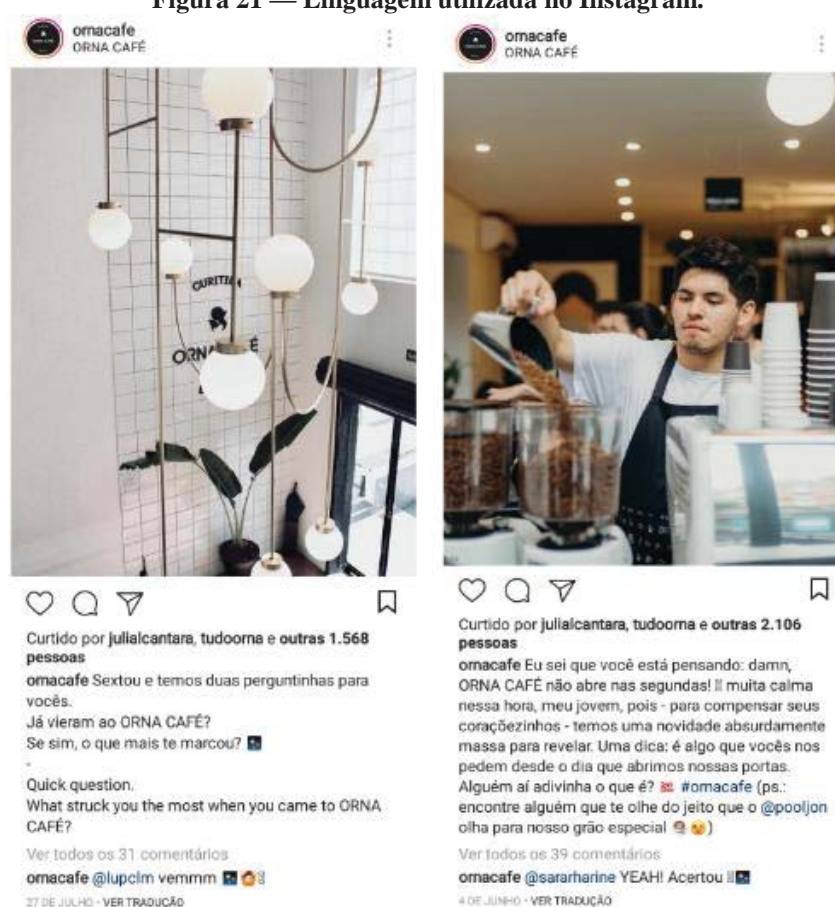 Figura 21 — Linguagem utilizada no Instagram.
ornacafe
ORNA CAFÉ
CURITIBA
ORNA CAFÉ
Curtido por julialcantara, tudoorna e outras 1.568
pessoas
ornacafe Sextou e temos duas perguntinhas para
vocês.
Já vieram ao ORNA CAFÉ?
Se sim, o que mais te marcou?
-
Quick question.
What struck you the most when you came to ORNA
CAFÉ?
Ver todos os 31 comentários
ornacafe @lupclm vemmm
27 DE JULHO • VER TRADUÇÃO
ornacafe
ORNA CAFÉ
Curtido por julialcantara, tudoorna e outras 2.106
pessoas
ornacafe Eu sei que você está pensando: damn,
ORNA CAFÉ não abre nas segundas! muita calma
nessa hora, meu jovem, pois - para compensar seus
coraçõezinhos - temos uma novidade absurdamente
massa para revelar. Uma dica: é algo que vocês nos
pedem desde o dia que abrimos nossas portas.
Alguém aí adivinha o que é? #ornacafe (ps.:
encontre alguém que te olhe do jeito que o @pooljon
olha para nosso grão especial)
Ver todos os 39 comentários
ornacafe @sararharine YEAH! Acertou
4 DE JUNHO • VER TRADUÇÃO